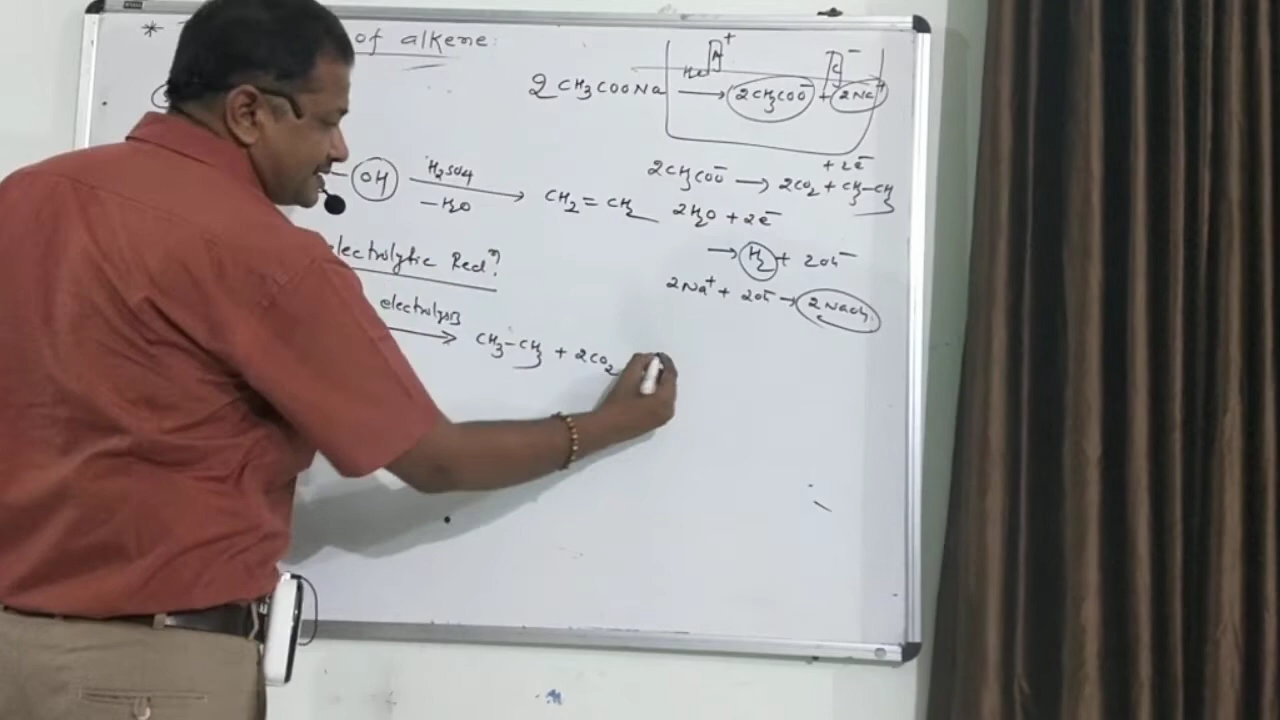 * of alkene:
A+ C-
2CH3COONa → 2CH3COO- + 2Na+
-OH H2SO4 → -H2O CH2=CH2
2CH3COO- → 2CO2 + CH3-CH3 + 2e-
2H2O + 2e-
→ H2 + 2OH-
electrolytic Redn:
2Na+ + 2OH- → 2NaOH
electrolysis → CH3-CH3 + 2CO2